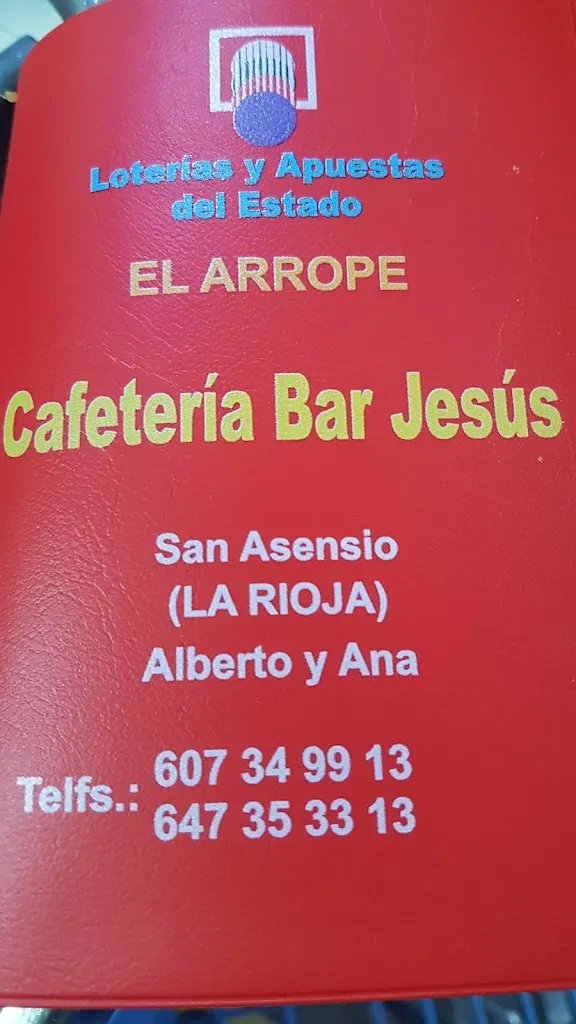 Loterías y Apuestas
del Estado
EL ARROPE
Cafetería Bar Jesús
San Asensio
(LA RIOJA)
Alberto y Ana
Telfs.: 607 34 99 13
647 35 33 13